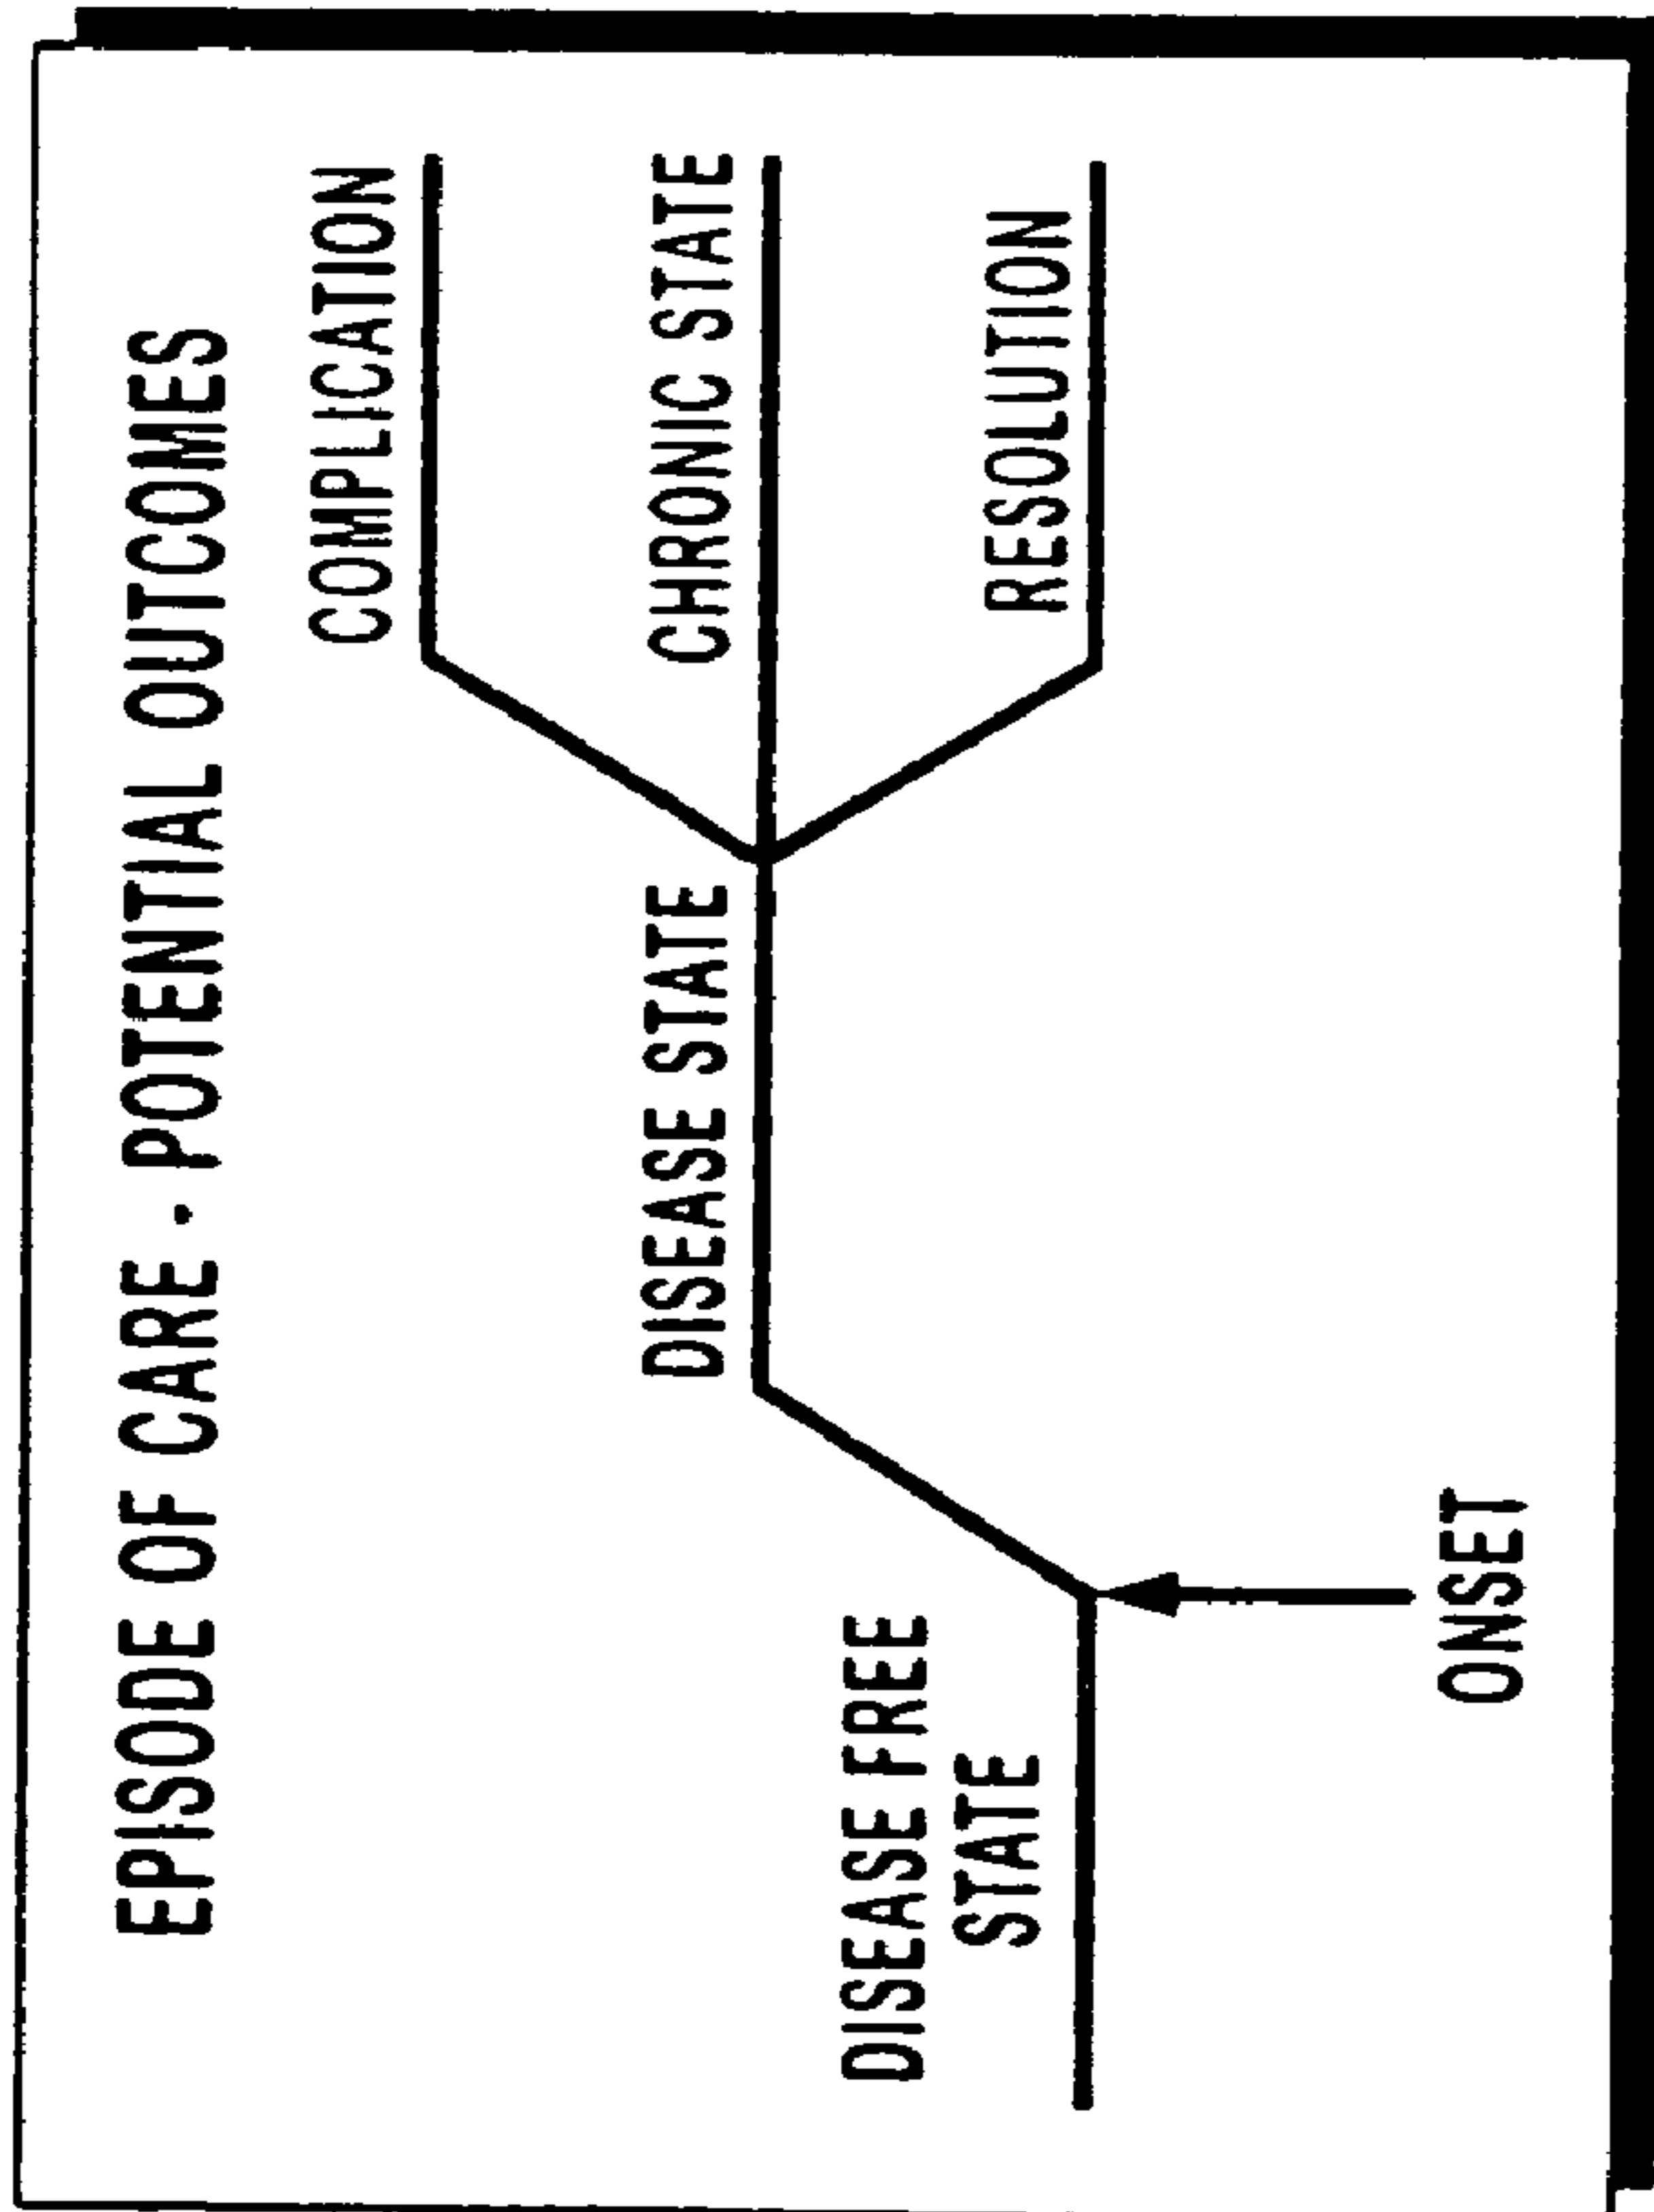 EPISODE OF CARE · POTENTIAL OUTCOMES
COMPLICATION
DISEASE STATE
CHRONIC STATE
DISEASE FREE
STATE
RESOLUTION
ONSET